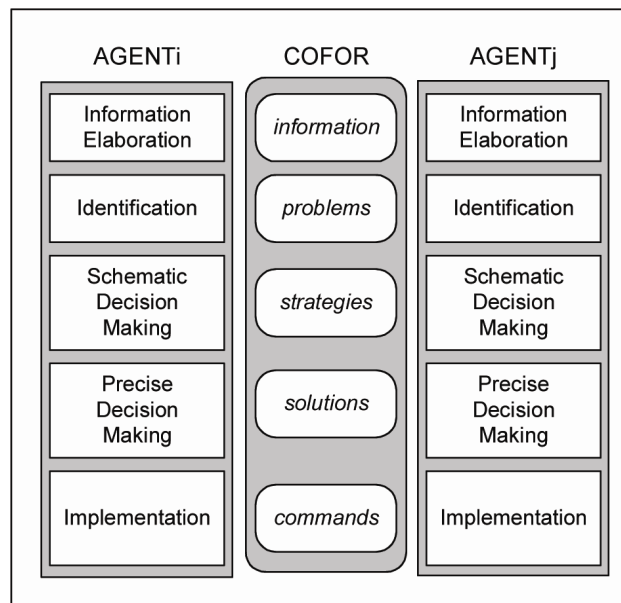 AGENTi
COFOR
AGENTj
Information
Elaboration
information
Information
Elaboration
Identification
problems
Identification
Schematic
Decision
Making
strategies
Schematic
Decision
Making
Precise
Decision
Making
solutions
Precise
Decision
Making
Implementation
commands
Implementation